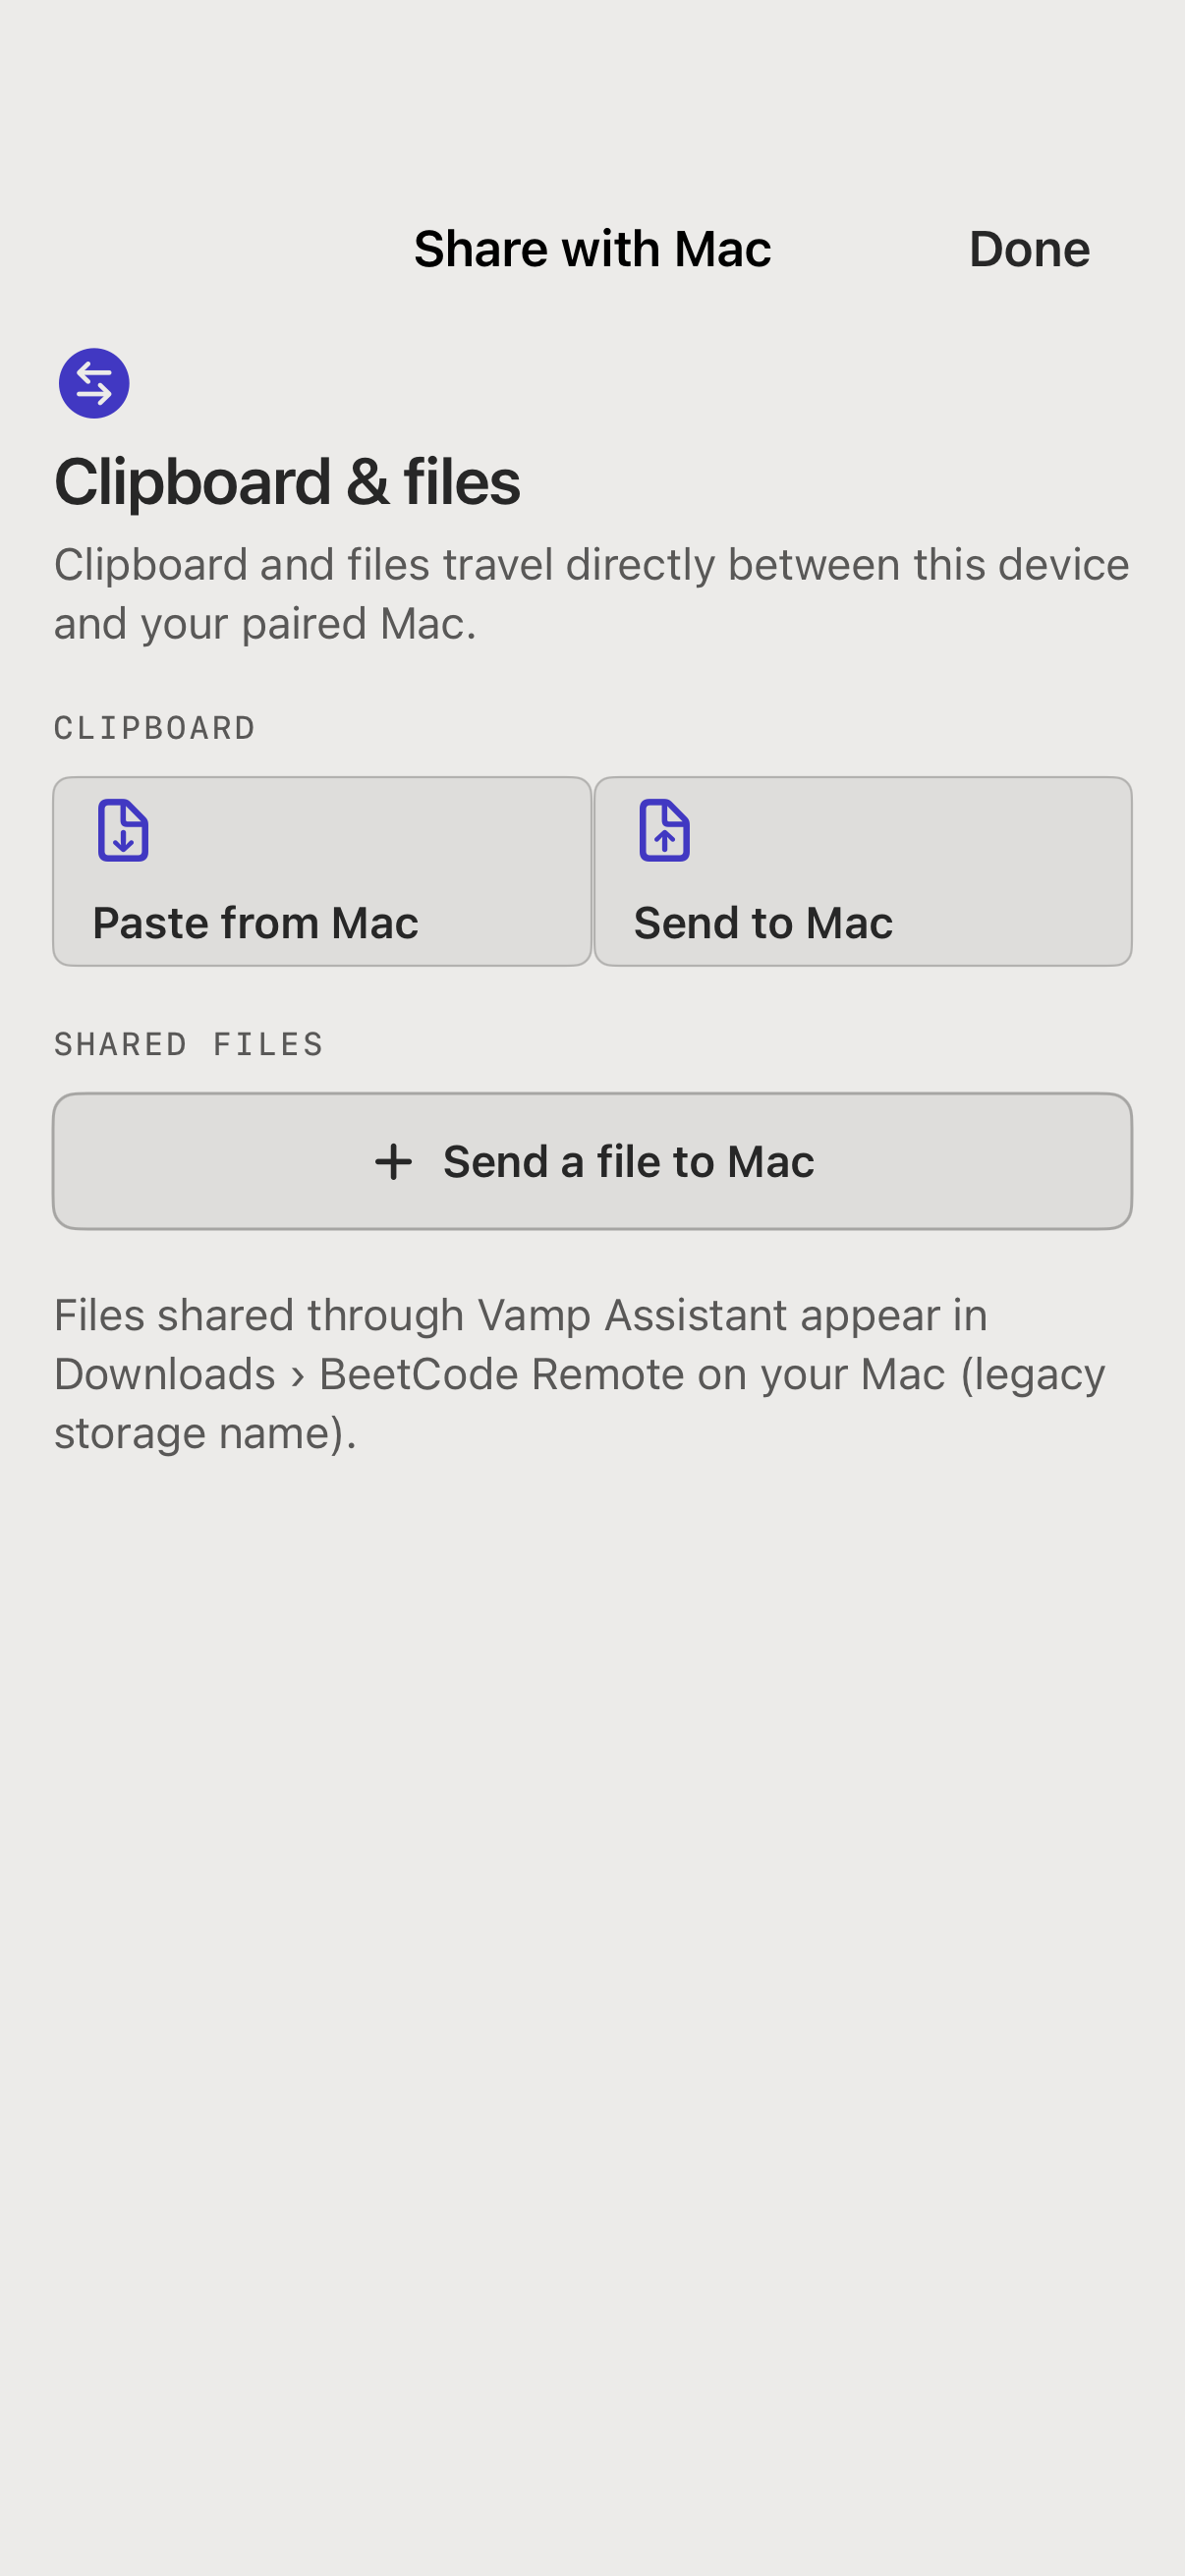 Share with Mac
Done
Clipboard & files
Clipboard and files travel directly between this device
and your paired Mac.
CLIPBOARD
Paste from Mac
Send to Mac
SHARED FILES
Send a file to Mac
Files shared through Vamp Assistant appear in
Downloads › BeetCode Remote on your Mac (legacy
storage name).